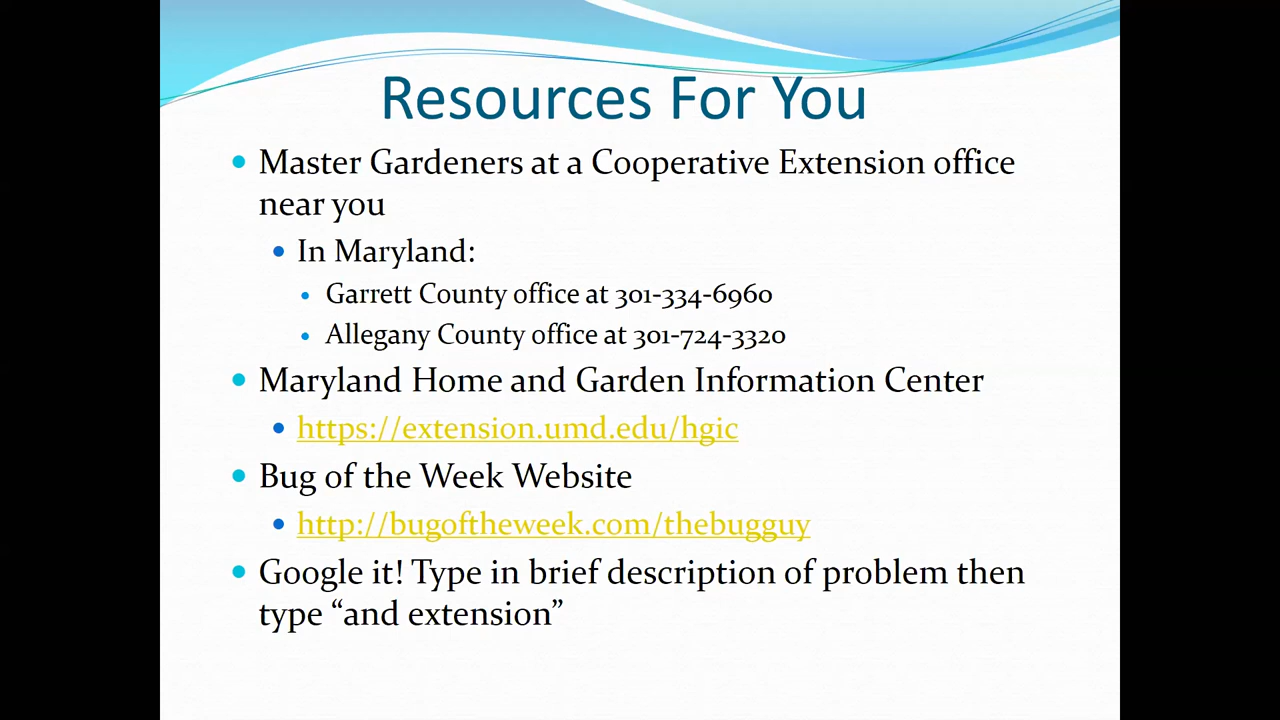 Resources For You
Master Gardeners at a Cooperative Extension office
near you
In Maryland:
Garrett County office at 301-334-6960
Allegany County office at 301-724-3320
Maryland Home and Garden Information Center
https://extension.umd.edu/hgic
Bug of the Week Website
http://bugoftheweek.com/thebugguy
Google it! Type in brief description of problem then
type “and extension”